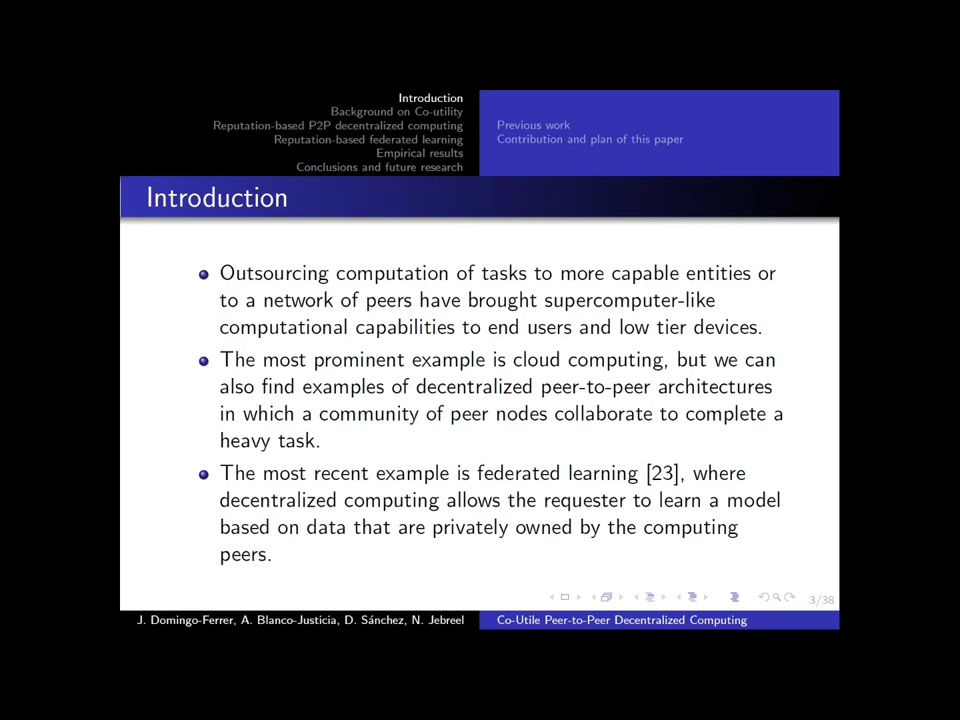 Introduction
Background on Co-utility
Reputation-based P2P decentralized computing
Reputation-based federated learning
Empirical results
Conclusions and future research
Previous work
Contribution and plan of this paper
Introduction
Outsourcing computation of tasks to more capable entities or
to a network of peers have brought supercomputer-like
computational capabilities to end users and low tier devices.
The most prominent example is cloud computing, but we can
also find examples of decentralized peer-to-peer architectures
in which a community of peer nodes collaborate to complete a
heavy task.
The most recent example is federated learning [23], where
decentralized computing allows the requester to learn a model
based on data that are privately owned by the computing
peers.
3/38
J. Domingo-Ferrer, A. Blanco-Justicia, D. Sánchez, N. Jebreel
Co-Utile Peer-to-Peer Decentralized Computing